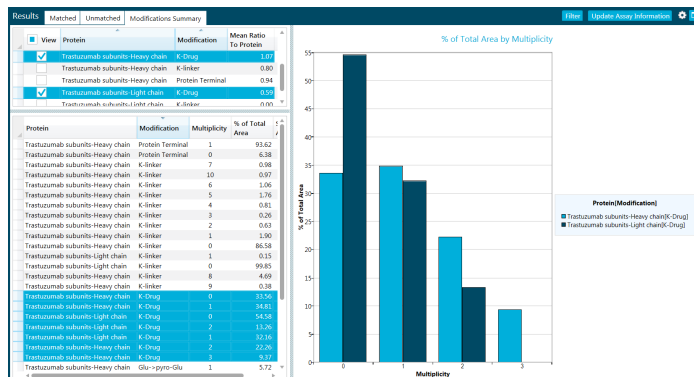 Results Matched Unmatched Modifications Summary Filter Update Assay Information
View Protein Modification Mean Ratio To Protein
Trastuzumab subunits-Heavy chain K-Drug 1.07
Trastuzumab subunits-Heavy chain K-linker 0.80
Trastuzumab subunits-Heavy chain Protein Terminal 0.94
Trastuzumab subunits-Light chain K-Drug 0.59
Trastuzumab subunits-Light chain K-linker 0.00
Protein Modification Multiplicity % of Total Area
Trastuzumab subunits-Heavy chain Protein Terminal 1 93.62
Trastuzumab subunits-Heavy chain Protein Terminal 0 6.38
Trastuzumab subunits-Heavy chain K-linker 7 0.98
Trastuzumab subunits-Heavy chain K-linker 10 0.97
Trastuzumab subunits-Heavy chain K-linker 6 1.06
Trastuzumab subunits-Heavy chain K-linker 5 1.76
Trastuzumab subunits-Heavy chain K-linker 4 0.81
Trastuzumab subunits-Heavy chain K-linker 3 0.26
Trastuzumab subunits-Heavy chain K-linker 2 0.63
Trastuzumab subunits-Heavy chain K-linker 1 1.90
Trastuzumab subunits-Heavy chain K-linker 0 86.58
Trastuzumab subunits-Light chain K-linker 1 0.15
Trastuzumab subunits-Light chain K-linker 0 99.85
Trastuzumab subunits-Heavy chain K-linker 8 4.69
Trastuzumab subunits-Heavy chain K-linker 9 0.38
Trastuzumab subunits-Heavy chain K-Drug 0 33.56
Trastuzumab subunits-Heavy chain K-Drug 1 34.81
Trastuzumab subunits-Light chain K-Drug 0 54.58
Trastuzumab subunits-Light chain K-Drug 2 13.26
Trastuzumab subunits-Light chain K-Drug 1 32.16
Trastuzumab subunits-Heavy chain K-Drug 2 22.26
Trastuzumab subunits-Heavy chain K-Drug 3 9.37
Trastuzumab subunits-Heavy chain Glu->pyro-Glu 1 5.72
% of Total Area by Multiplicity
% of Total Area
55
50
45
40
35
30
25
20
15
10
5
0
0 1 2 3
Multiplicity
Protein[Modification]
Trastuzumab subunits-Heavy chain[K-Drug]
Trastuzumab subunits-Light chain[K-Drug]